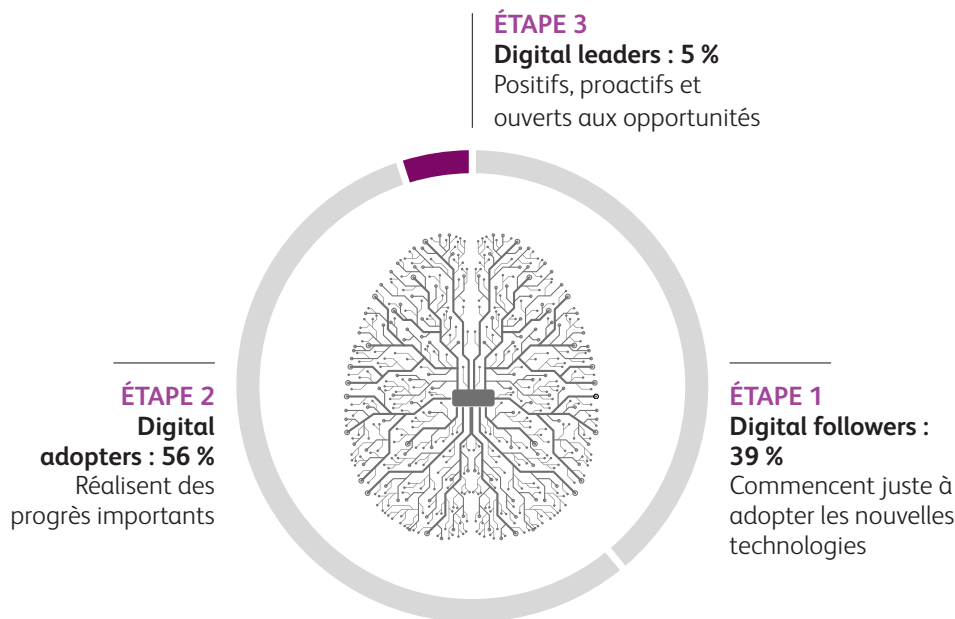 ÉTAPE 3
Digital leaders : 5 %
Positifs, proactifs et
ouverts aux opportunités
ÉTAPE 2
Digital
adopters : 56 %
Réalisent des
progrès importants
ÉTAPE 1
Digital followers :
39 %
Commencent juste à
adopter les nouvelles
technologies